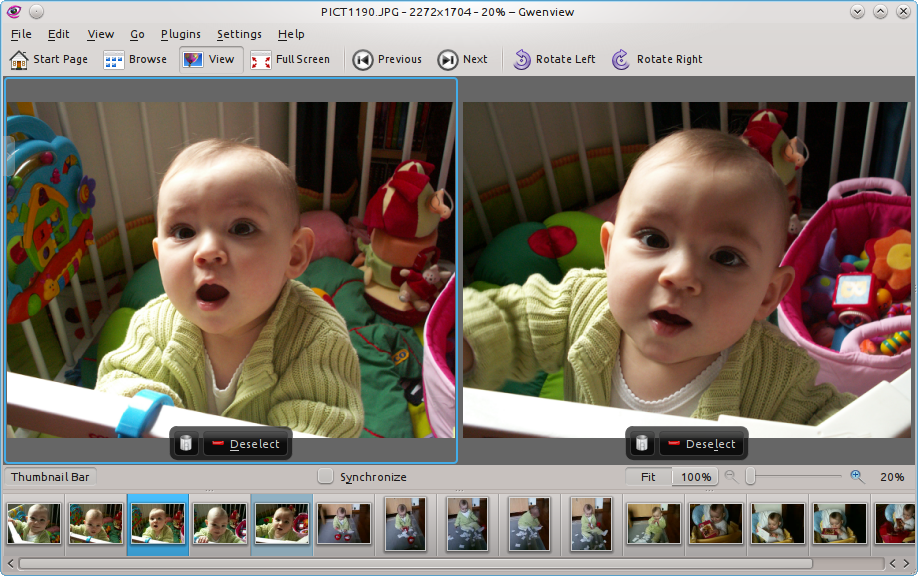 PICT1190.JPG - 2272x1704 - 20% – Gwenview
File Edit View Go Plugins Settings Help
Start Page Browse View Full Screen Previous Next Rotate Left Rotate Right
Deselect Deselect
Thumbnail Bar Synchronize Fit 100% 20%